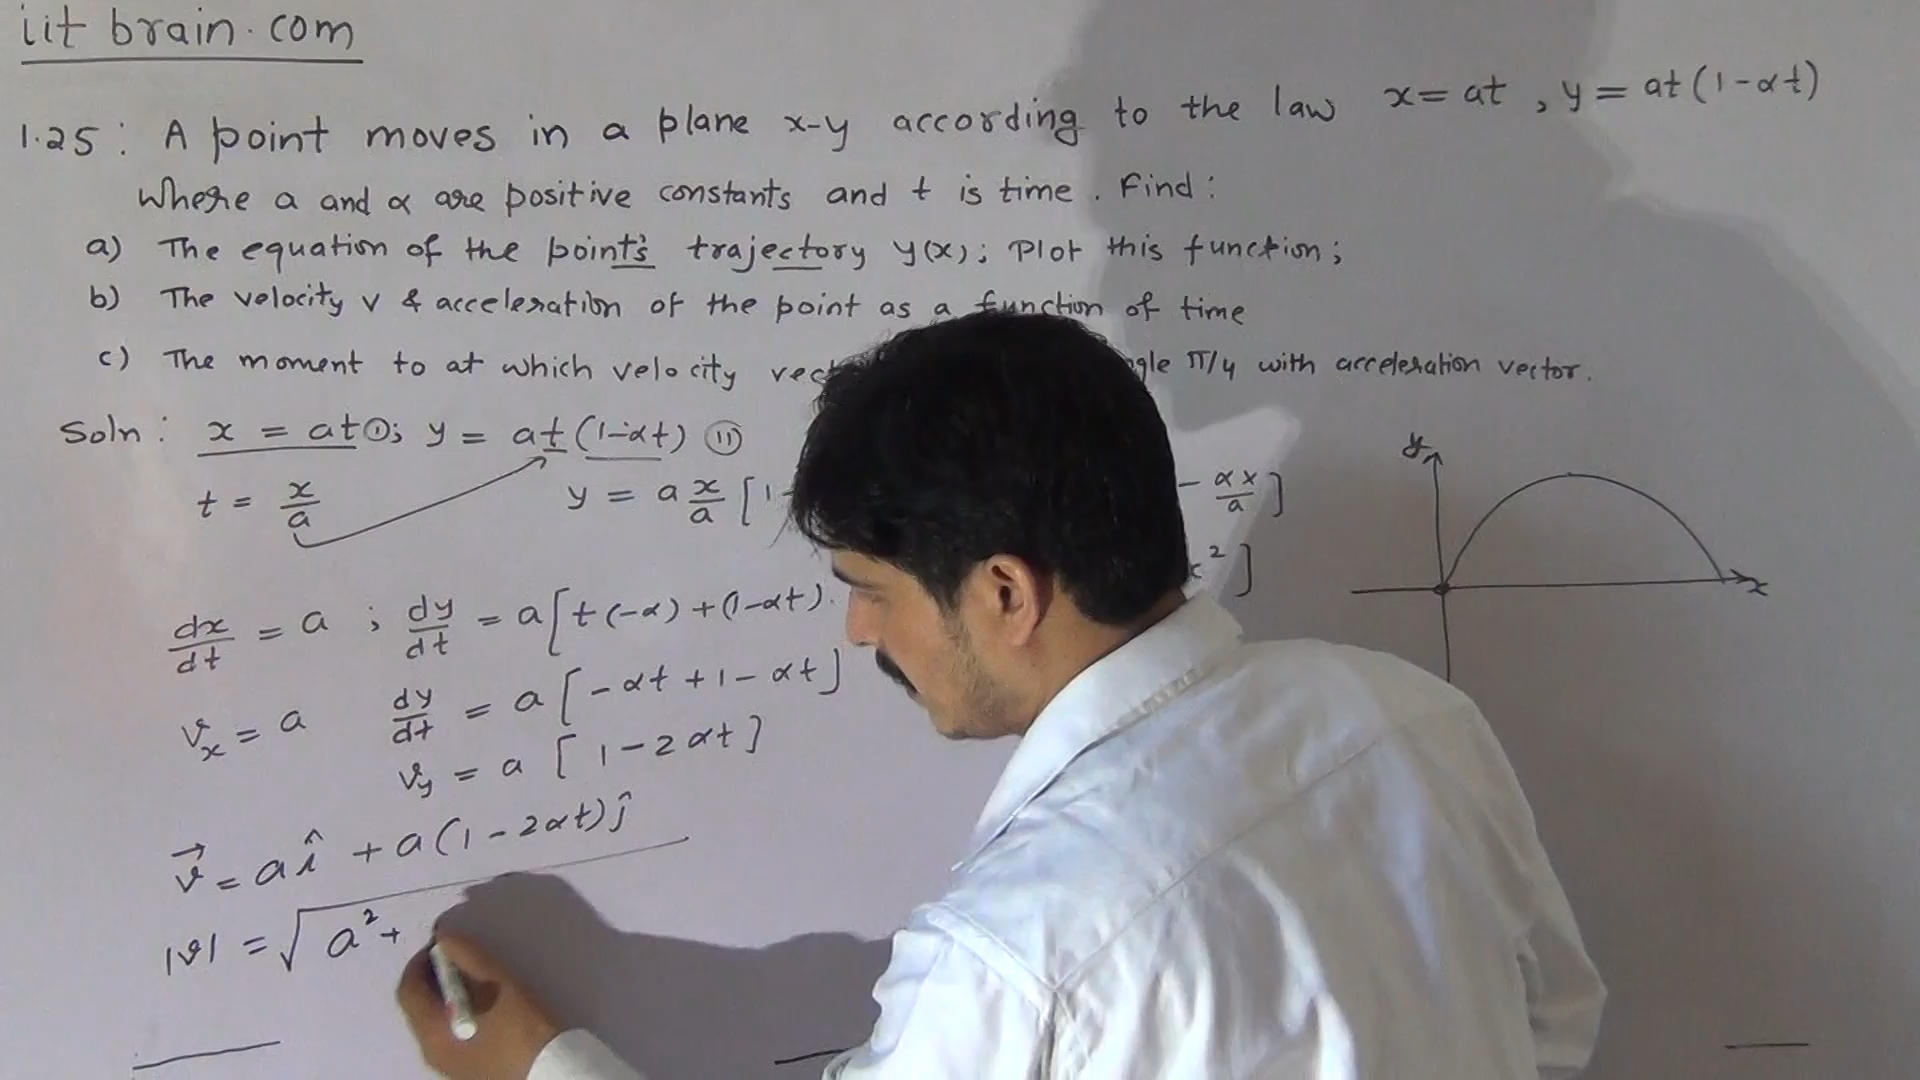 iit brain.com
1.25: A point moves in a plane x-y according to the law x = at , y = at(1-αt)
Where a and α are positive constants and t is time. Find:
a) The equation of the point's trajectory y(x); Plot this function;
b) The velocity v & acceleration of the point as a function of time
c) The moment to at which velocity π/4 with acceleration vector.
Soln: x = at ①; y = at(1-αt) ⑪
t = x/a y = a x/a [1- - αx/a]
²]
y
x
dx/dt = a ; dy/dt = a[t(-α)+(1-αt).
vx = a dy/dt = a[-αt+1-αt]
vy = a [1-2αt]
v⃗ = a î + a(1-2αt) ĵ
|v| = √ a²+